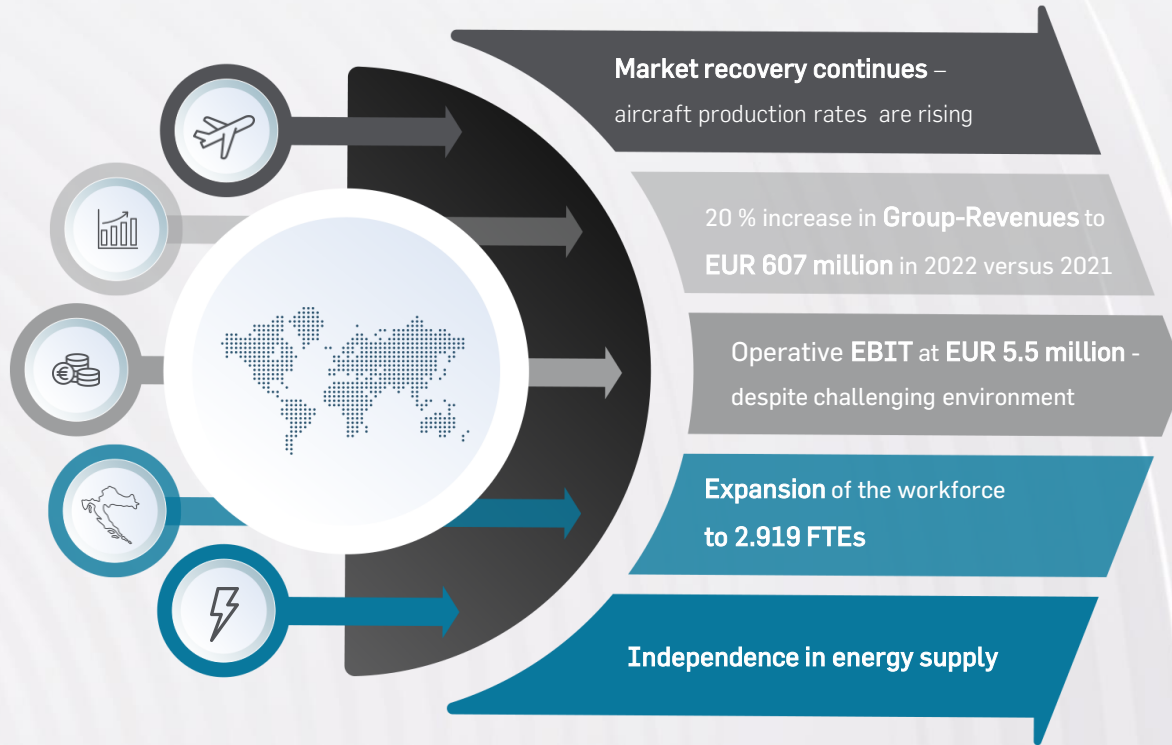 Market recovery continues –
aircraft production rates are rising
20 % increase in Group-Revenues to
EUR 607 million in 2022 versus 2021
Operative EBIT at EUR 5.5 million -
despite challenging environment
Expansion of the workforce
to 2.919 FTEs
Independence in energy supply